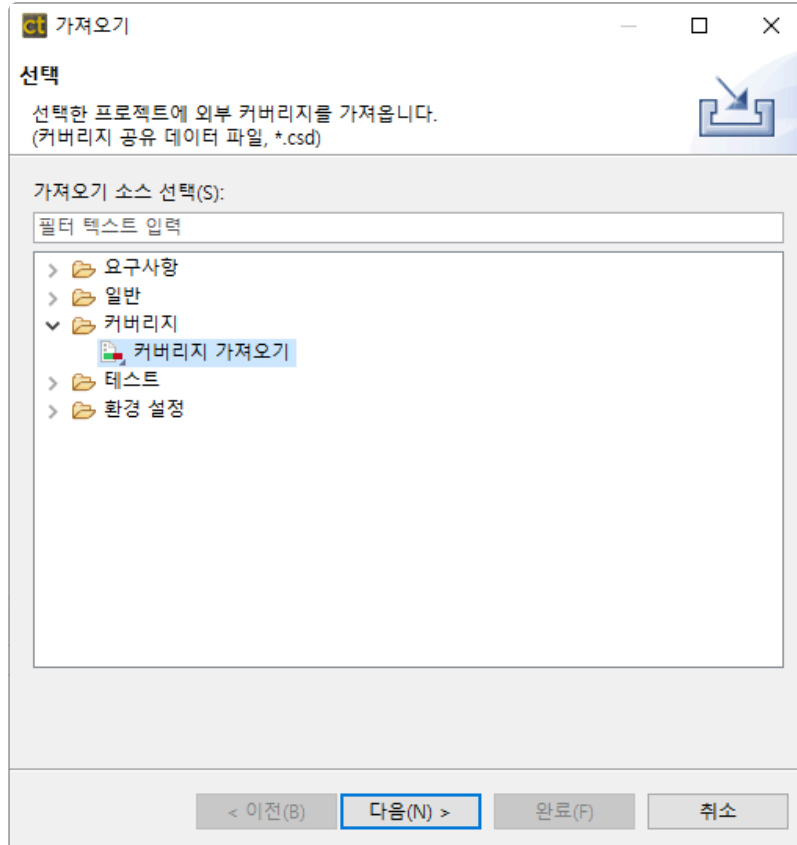 ct 가져오기
선택
선택한 프로젝트에 외부 커버리지를 가져옵니다.
(커버리지 공유 데이터 파일, *.csd)
가져오기 소스 선택(S):
필터 텍스트 입력
요구사항
일반
커버리지
커버리지 가져오기
테스트
환경 설정
< 이전(B) 다음(N) > 완료(F) 취소